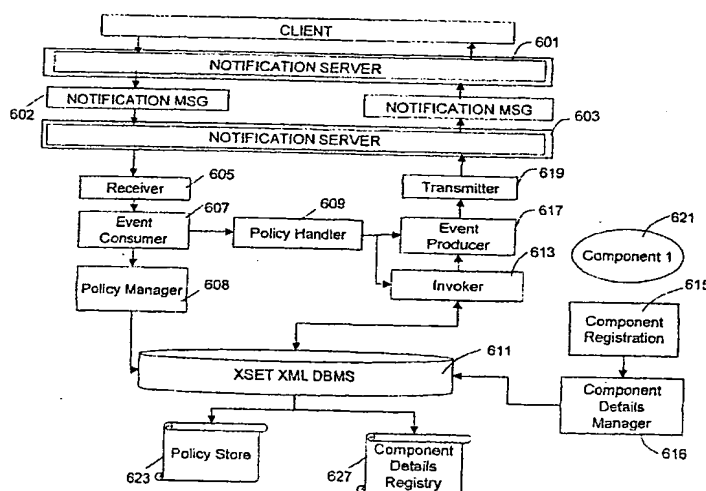 CLIENT
601
NOTIFICATION SERVER
602
NOTIFICATION MSG
NOTIFICATION MSG
603
NOTIFICATION SERVER
Receiver
605
Transmitter
619
Event
Consumer
607
609
Policy Handler
Event
Producer
617
621
Component 1
613
Invoker
Policy Manager
608
615
Component
Registration
XSET XML DBMS
611
Component
Details
Manager
616
Policy Store
623
627
Component
Details
Registry